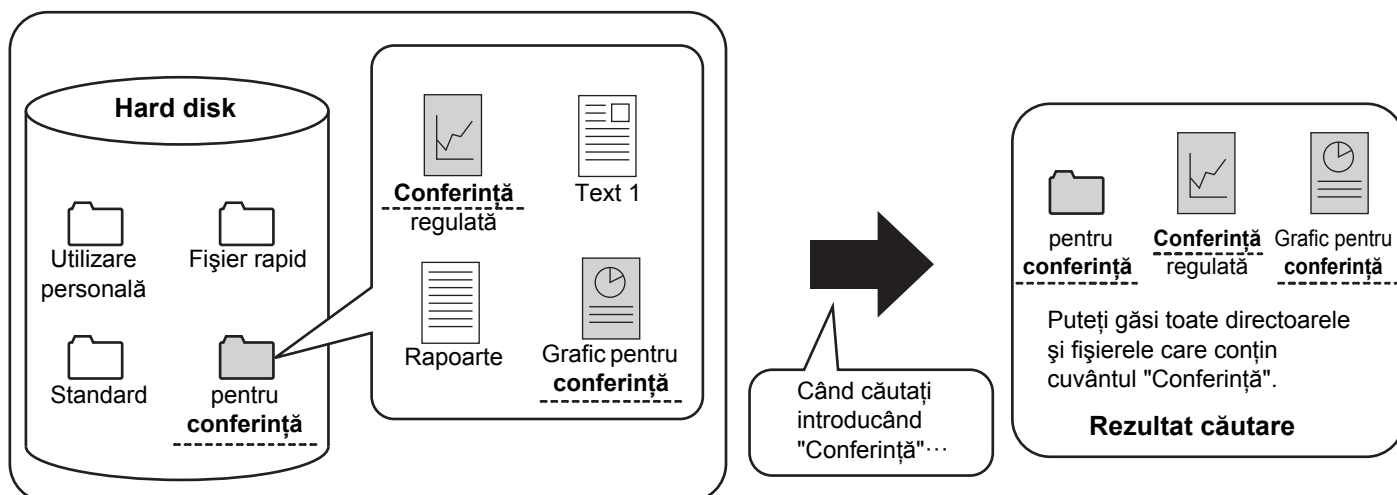 Hard disk
Utilizare
personală
Fişier rapid
Standard
pentru
conferinţă
Conferinţă
regulată
Text 1
Rapoarte
Grafic pentru
conferinţă
Când căutaţi
introducând
"Conferinţă"···
pentru
conferinţă
Conferinţă
regulată
Grafic pentru
conferinţă
Puteţi găsi toate directoarele
şi fişierele care conţin
cuvântul "Conferinţă".
Rezultat căutare